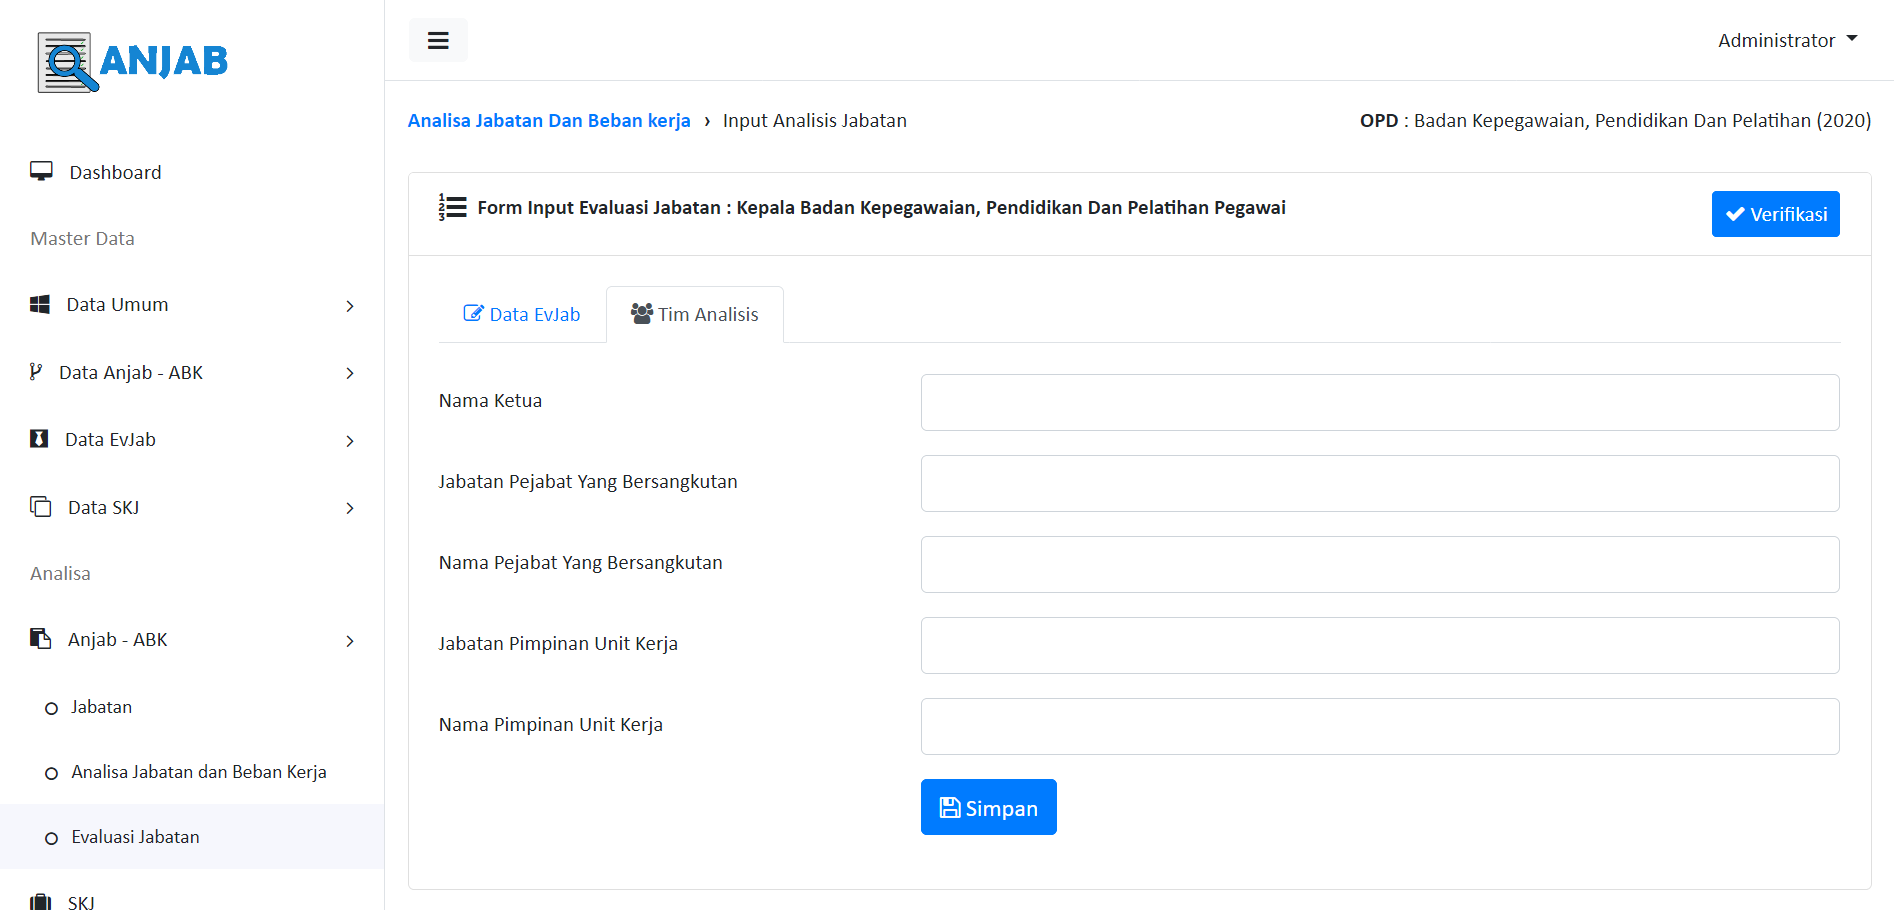 ANJAB
Administrator
Analisa Jabatan Dan Beban kerja › Input Analisis Jabatan
OPD : Badan Kepegawaian, Pendidikan Dan Pelatihan (2020)
Dashboard
Master Data
Data Umum
Data Anjab - ABK
Data EvJab
Data SKJ
Analisa
Anjab - ABK
Jabatan
Analisa Jabatan dan Beban Kerja
Evaluasi Jabatan
SKJ
Form Input Evaluasi Jabatan : Kepala Badan Kepegawaian, Pendidikan Dan Pelatihan Pegawai
Verifikasi
Data EvJab
Tim Analisis
Nama Ketua
Jabatan Pejabat Yang Bersangkutan
Nama Pejabat Yang Bersangkutan
Jabatan Pimpinan Unit Kerja
Nama Pimpinan Unit Kerja
Simpan